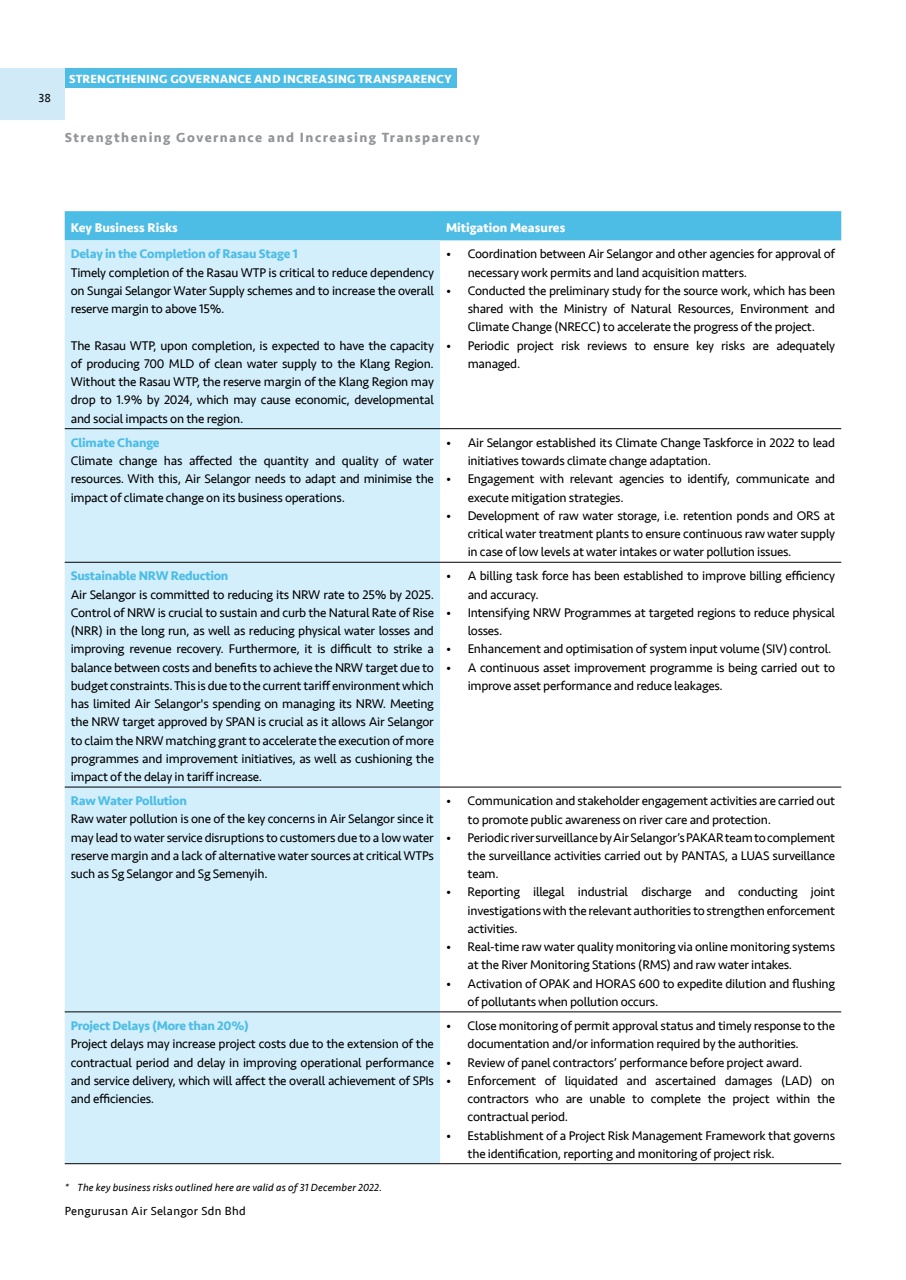 STRENGTHENING GOVERNANCE AND INCREASING TRANSPARENCY
38
Strengthening Governance and Increasing Transparency
Key Business Risks
Mitigation Measures
Delay in the Completion of Rasau Stage 1
Timely completion of the Rasau WTP is critical to reduce dependency
on Sungai Selangor Water Supply schemes and to increase the overall
reserve margin to above 15%.
The Rasau WTP, upon completion, is expected to have the capacity
of producing 700 MLD of clean water supply to the Klang Region.
Without the Rasau WTP, the reserve margin of the Klang Region may
drop to 1.9% by 2024, which may cause economic, developmental
and social impacts on the region.
• Coordination between Air Selangor and other agencies for approval of
necessary work permits and land acquisition matters.
• Conducted the preliminary study for the source work, which has been
shared with the Ministry of Natural Resources, Environment and
Climate Change (NRECC) to accelerate the progress of the project.
• Periodic project risk reviews to ensure key risks are adequately
managed.
Climate Change
Climate change has affected the quantity and quality of water
resources. With this, Air Selangor needs to adapt and minimise the
impact of climate change on its business operations.
• Air Selangor established its Climate Change Taskforce in 2022 to lead
initiatives towards climate change adaptation.
• Engagement with relevant agencies to identify, communicate and
execute mitigation strategies.
• Development of raw water storage, i.e. retention ponds and ORS at
critical water treatment plants to ensure continuous raw water supply
in case of low levels at water intakes or water pollution issues.
Sustainable NRW Reduction
Air Selangor is committed to reducing its NRW rate to 25% by 2025.
Control of NRW is crucial to sustain and curb the Natural Rate of Rise
(NRR) in the long run, as well as reducing physical water losses and
improving revenue recovery. Furthermore, it is difficult to strike a
balance between costs and benefits to achieve the NRW target due to
budget constraints. This is due to the current tariff environment which
has limited Air Selangor's spending on managing its NRW. Meeting
the NRW target approved by SPAN is crucial as it allows Air Selangor
to claim the NRW matching grant to accelerate the execution of more
programmes and improvement initiatives, as well as cushioning the
impact of the delay in tariff increase.
• A billing task force has been established to improve billing efficiency
and accuracy.
• Intensifying NRW Programmes at targeted regions to reduce physical
losses.
• Enhancement and optimisation of system input volume (SIV) control.
• A continuous asset improvement programme is being carried out to
improve asset performance and reduce leakages.
Raw Water Pollution
Raw water pollution is one of the key concerns in Air Selangor since it
may lead to water service disruptions to customers due to a low water
reserve margin and a lack of alternative water sources at critical WTPs
such as Sg Selangor and Sg Semenyih.
• Communication and stakeholder engagement activities are carried out
to promote public awareness on river care and protection.
• Periodic river surveillance by Air Selangor’s PAKAR team to complement
the surveillance activities carried out by PANTAS, a LUAS surveillance
team.
• Reporting illegal industrial discharge and conducting joint
investigations with the relevant authorities to strengthen enforcement
activities.
• Real-time raw water quality monitoring via online monitoring systems
at the River Monitoring Stations (RMS) and raw water intakes.
• Activation of OPAK and HORAS 600 to expedite dilution and flushing
of pollutants when pollution occurs.
Project Delays (More than 20%)
Project delays may increase project costs due to the extension of the
contractual period and delay in improving operational performance
and service delivery, which will affect the overall achievement of SPIs
and efficiencies.
• Close monitoring of permit approval status and timely response to the
documentation and/or information required by the authorities.
• Review of panel contractors’ performance before project award.
• Enforcement of liquidated and ascertained damages (LAD) on
contractors who are unable to complete the project within the
contractual period.
• Establishment of a Project Risk Management Framework that governs
the identification, reporting and monitoring of project risk.
* The key business risks outlined here are valid as of 31 December 2022.
Pengurusan Air Selangor Sdn Bhd